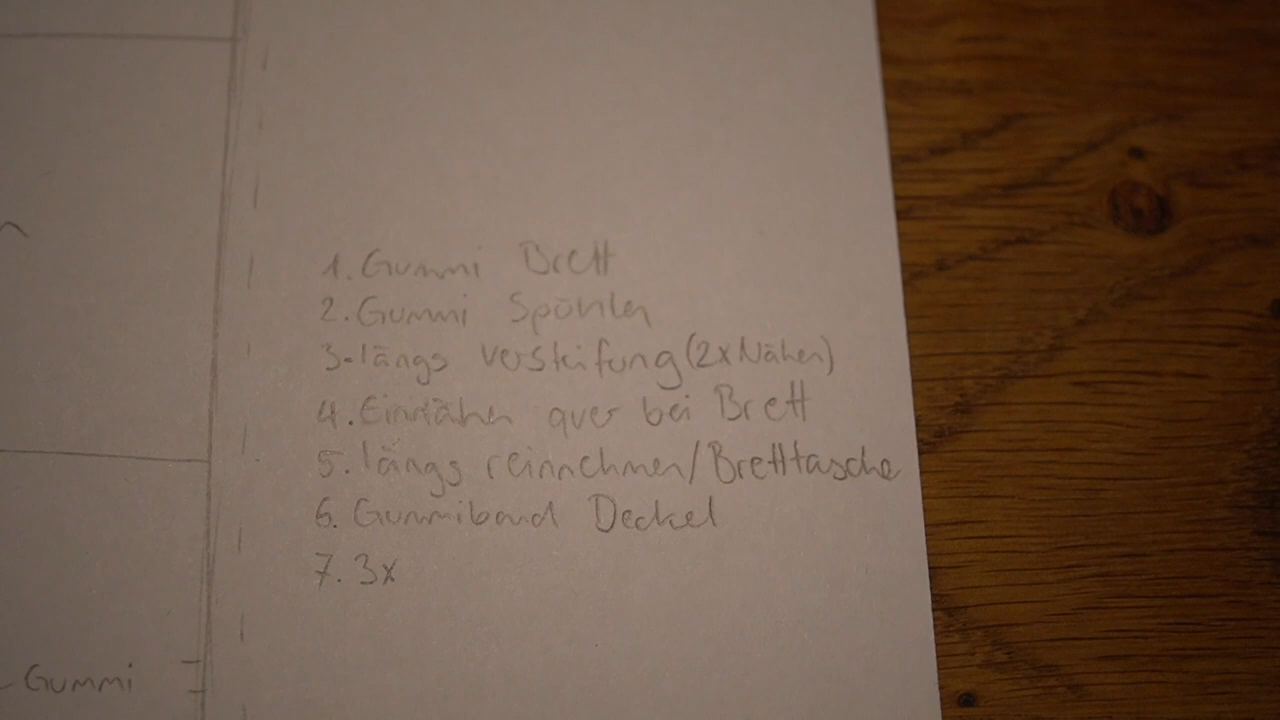 1. Gummi Brett
2. Gummi Spühler
3. längs versteifung (2x Nähen)
4. Einnähen quer bei Brett
5. längs reinnehmen/Bretttasche
6. Gummiband Deckel
7. 3x
Gummi